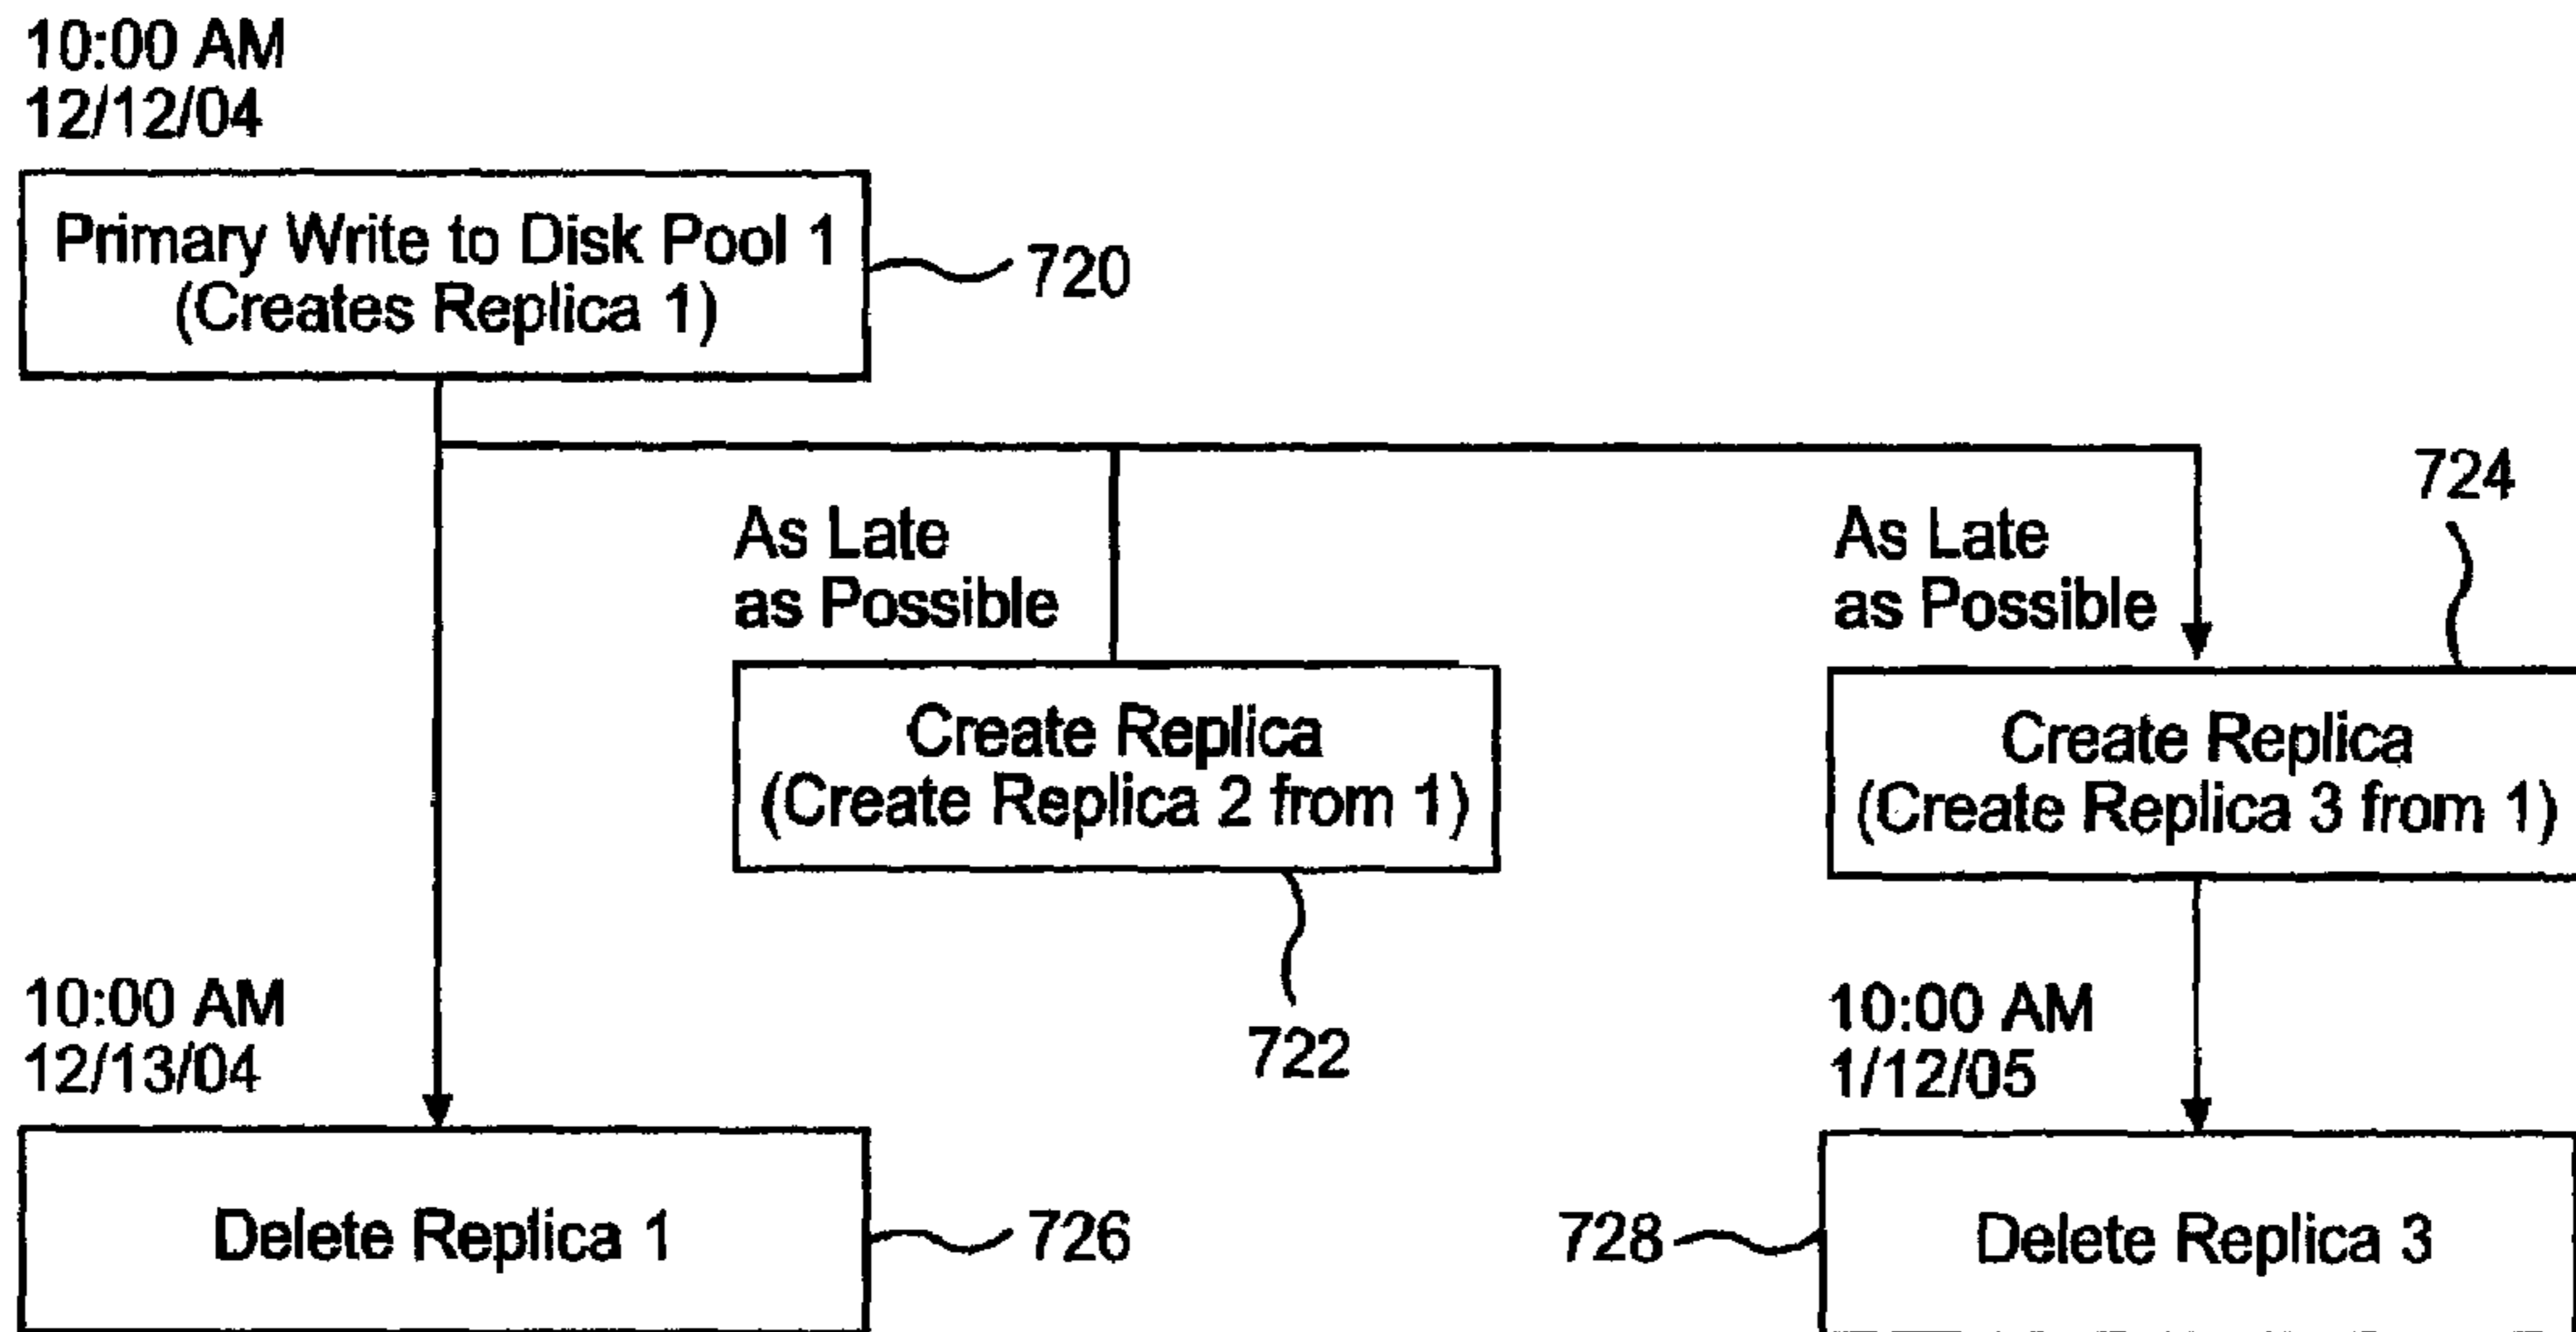 10:00 AM
12/12/04
Primary Write to Disk Pool 1
(Creates Replica 1)
720
As Late
as Possible
As Late
as Possible
724
Create Replica
(Create Replica 2 from 1)
722
Create Replica
(Create Replica 3 from 1)
10:00 AM
12/13/04
10:00 AM
1/12/05
Delete Replica 1
726
728
Delete Replica 3